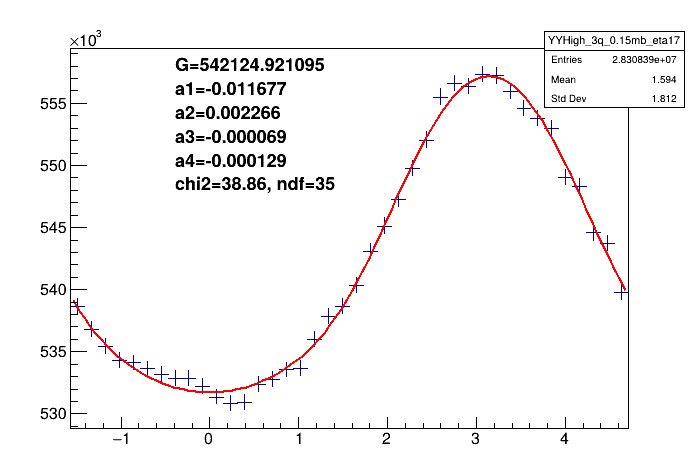 ×10³
YYHigh_3q_0.15mb_eta17
Entries 2.830839e+07
Mean 1.594
Std Dev 1.812
G=542124.921095
a1=-0.011677
a2=0.002266
a3=-0.000069
a4=-0.000129
chi2=38.86, ndf=35
555
550
545
540
535
530
−1 0 1 2 3 4